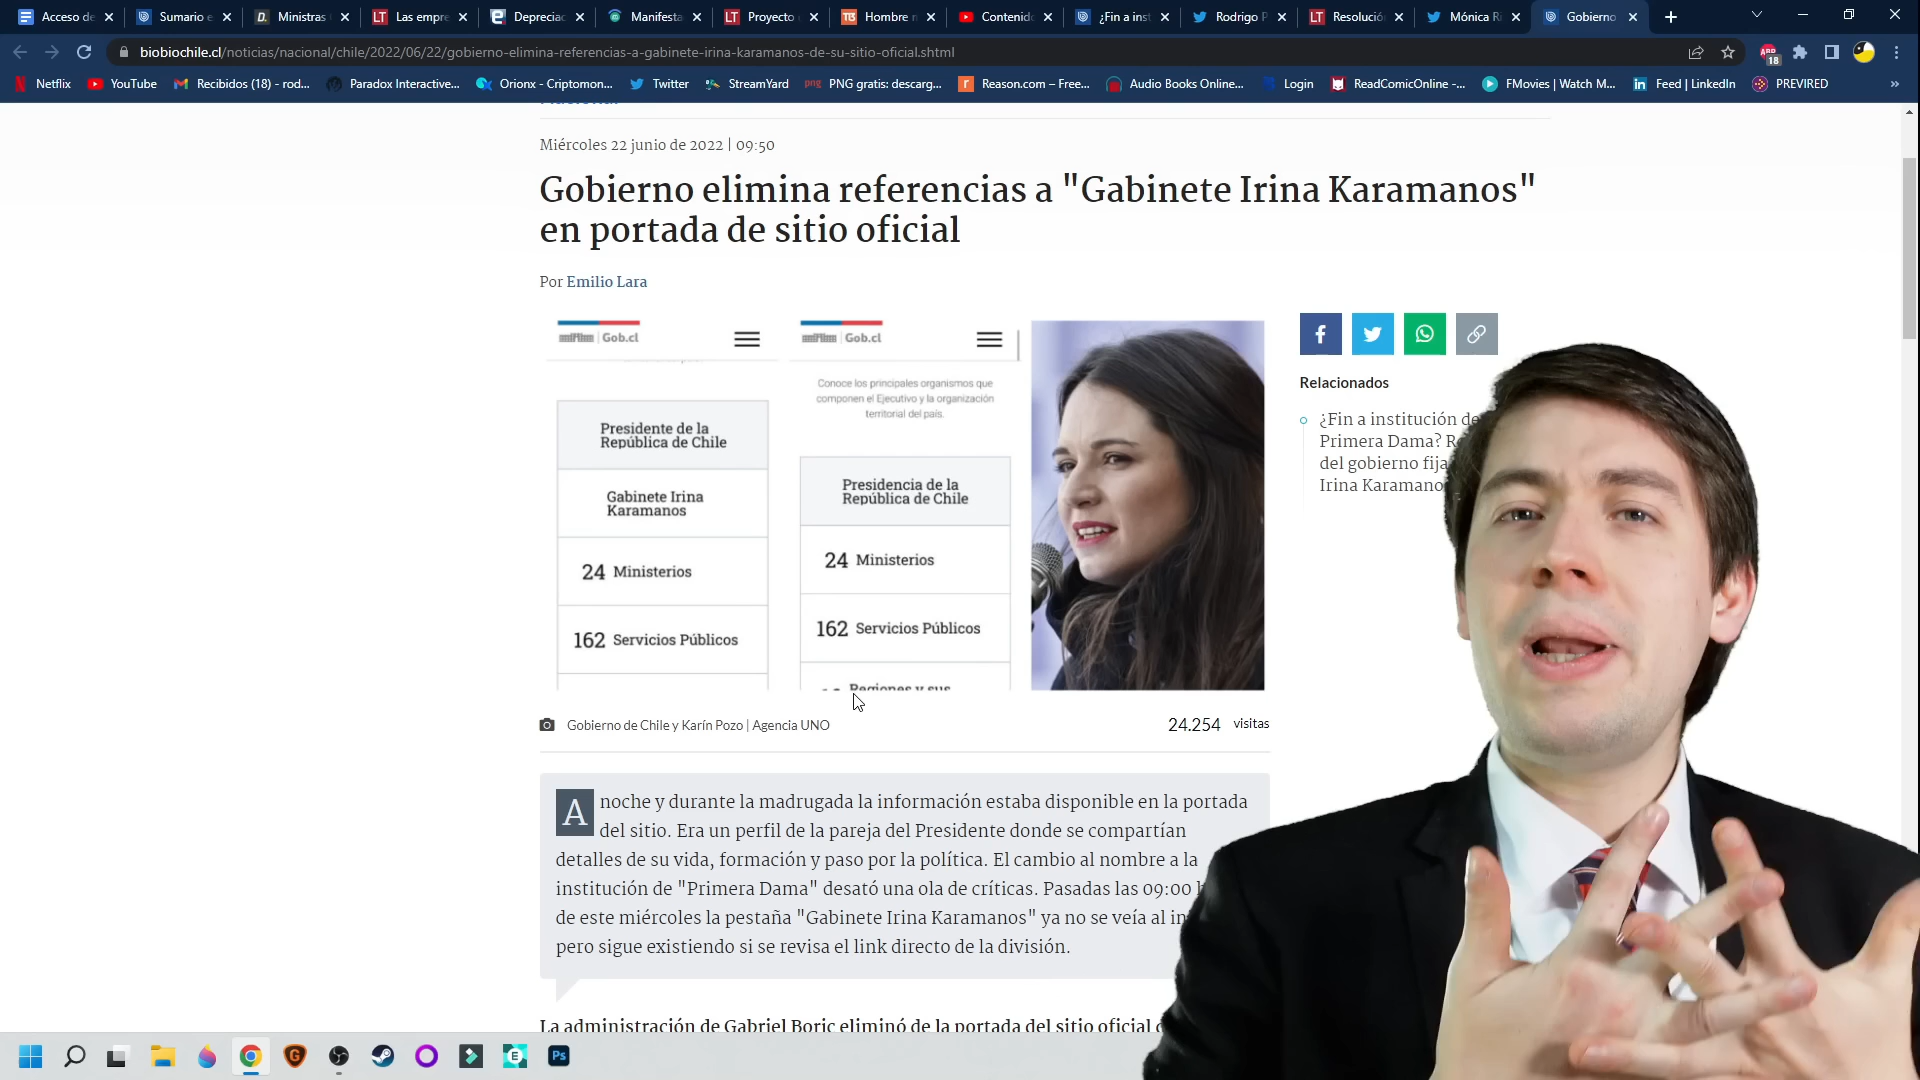 Acceso de
Sumario e
Ministras
Las empre
Depreciac
Manifesta
Proyecto
Hombre
Contenido
¿Fin a inst
Rodrigo P
Resolució
Mónica Ri
Gobierno
biobiochile.cl/noticias/nacional/chile/2022/06/22/gobierno-elimina-referencias-a-gabinete-irina-karamanos-de-su-sitio-oficial.shtml
18
Netflix
YouTube
Recibidos (18) - rod...
Paradox Interactive...
Orionx - Criptomon...
Twitter
StreamYard
PNG gratis: descarg...
Reason.com – Free...
Audio Books Online...
Login
ReadComicOnline -...
FMovies | Watch M...
Feed | LinkedIn
PREVIRED
Miércoles 22 junio de 2022 | 09:50
Gobierno elimina referencias a "Gabinete Irina Karamanos"
en portada de sitio oficial
Por Emilio Lara
Gob.cl
Presidente de la
República de Chile
Gabinete Irina
Karamanos
24 Ministerios
162 Servicios Públicos
Gob.cl
Conoce los principales organismos que
componen el Ejecutivo y la organización
territorial del país.
Presidencia de la
República de Chile
24 Ministerios
162 Servicios Públicos
Regiones y sus
Relacionados
¿Fin a institución de
Primera Dama?
del gobierno fija
Irina Karamano
Gobierno de Chile y Karín Pozo | Agencia UNO
24.254 visitas
Anoche y durante la madrugada la información estaba disponible en la portada
del sitio. Era un perfil de la pareja del Presidente donde se compartían
detalles de su vida, formación y paso por la política. El cambio al nombre a la
institución de "Primera Dama" desató una ola de críticas. Pasadas las 09:00
de este miércoles la pestaña "Gabinete Irina Karamanos" ya no se veía al
pero sigue existiendo si se revisa el link directo de la división.
La administración de Gabriel Boric eliminó de la portada del sitio oficial